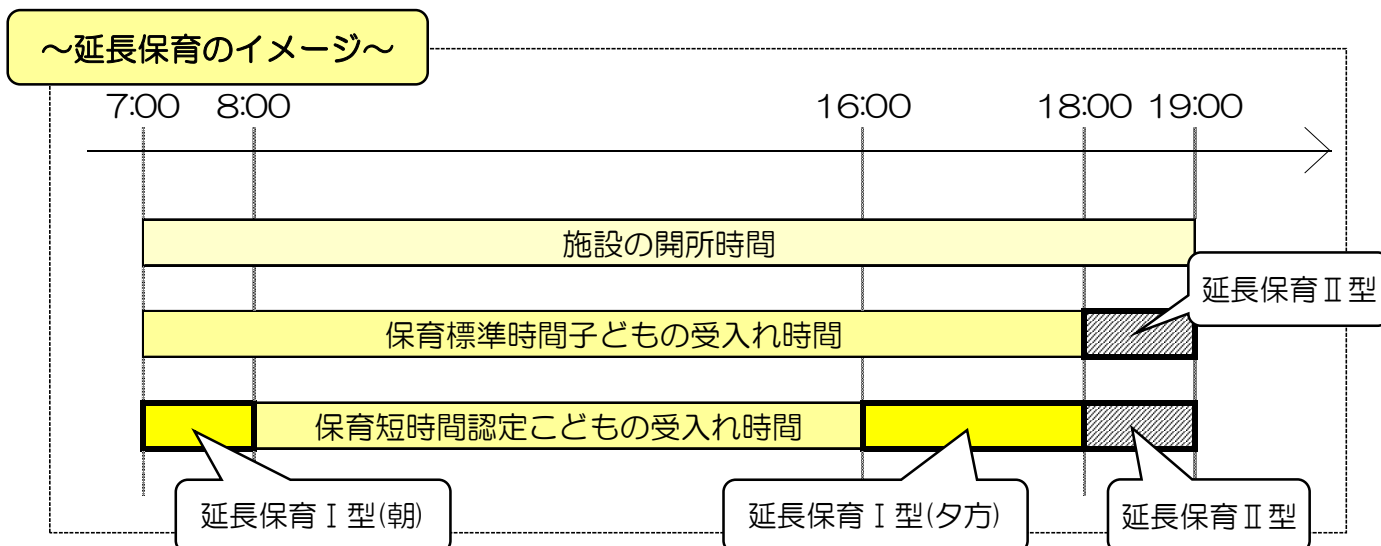 ～延長保育のイメージ～
7:00 8:00 16:00 18:00 19:00
施設の開所時間
延長保育Ⅱ型
保育標準時間子どもの受入れ時間
保育短時間認定こどもの受入れ時間
延長保育Ⅰ型(朝) 延長保育Ⅰ型(夕方) 延長保育Ⅱ型